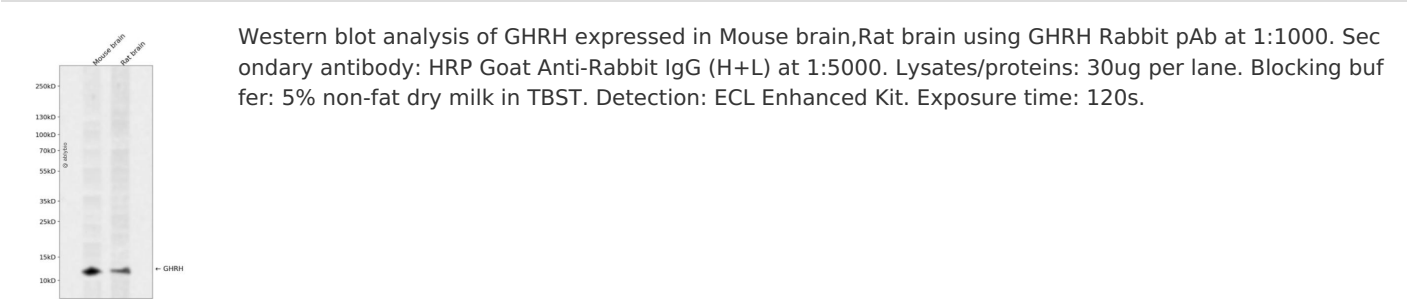 Mouse brain
Rat brain
Western blot analysis of GHRH expressed in Mouse brain,Rat brain using GHRH Rabbit pAb at 1:1000. Sec
ondary antibody: HRP Goat Anti-Rabbit IgG (H+L) at 1:5000. Lysates/proteins: 30ug per lane. Blocking buf
fer: 5% non-fat dry milk in TBST. Detection: ECL Enhanced Kit. Exposure time: 120s.
250kD
130kD
100kD
70kD
55kD
35kD
25kD
15kD
← GHRH
10kD